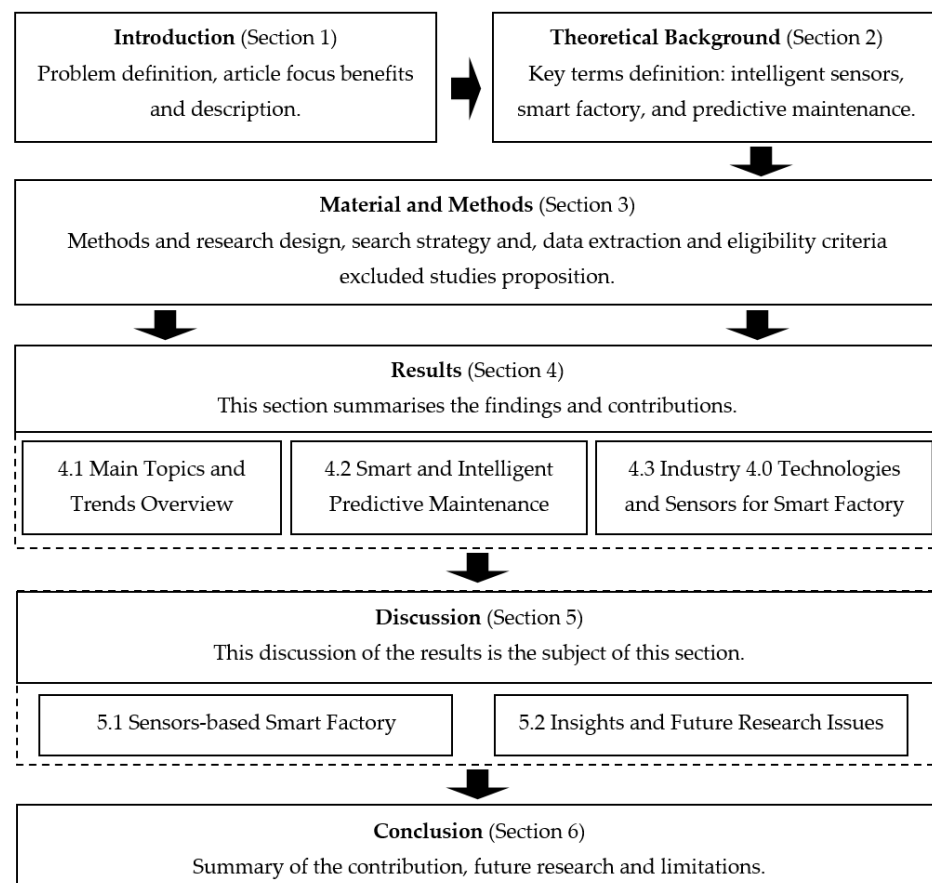 Introduction (Section 1)
Problem definition, article focus benefits
and description.
Theoretical Background (Section 2)
Key terms definition: intelligent sensors,
smart factory, and predictive maintenance.
Material and Methods (Section 3)
Methods and research design, search strategy and, data extraction and eligibility criteria
excluded studies proposition.
Results (Section 4)
This section summarises the findings and contributions.
4.1 Main Topics and
Trends Overview
4.2 Smart and Intelligent
Predictive Maintenance
4.3 Industry 4.0 Technologies
and Sensors for Smart Factory
Discussion (Section 5)
This discussion of the results is the subject of this section.
5.1 Sensors-based Smart Factory
5.2 Insights and Future Research Issues
Conclusion (Section 6)
Summary of the contribution, future research and limitations.